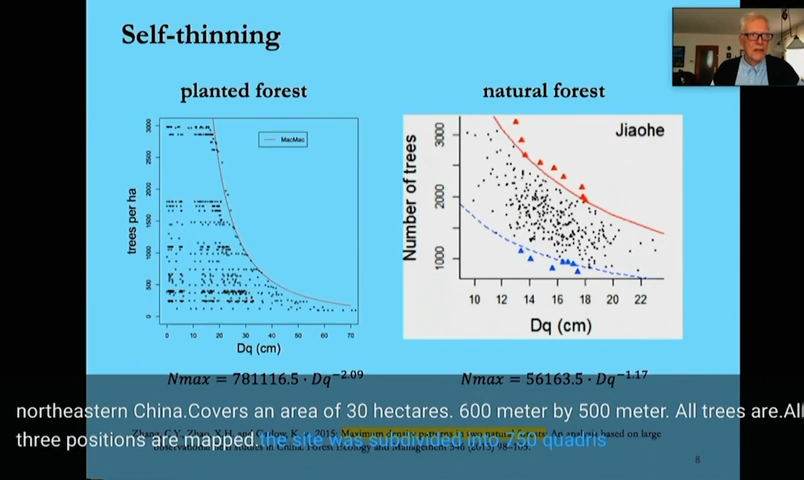 Self-thinning
planted forest
natural forest
MacMac
trees per ha
0 500 1000 1500 2000 2500 3000
0 10 20 30 40 50 60 70
Dq (cm)
Jiaohe
Number of trees
1000 2000 3000
10 12 14 16 18 20 22
Dq (cm)
Nmax = 781116.5 · Dq⁻²·⁰⁹
Nmax = 56163.5 · Dq⁻¹·¹⁷
northeastern China.Covers an area of 30 hectares. 600 meter by 500 meter. All trees are.All
three positions are mapped.the site was subdivided into 750 quadris
2015: Maximum density patterns in two natural forests: An analysis based on large
observational field studies in China. Forest Ecology and Management 346 (2015) 98-105.
8